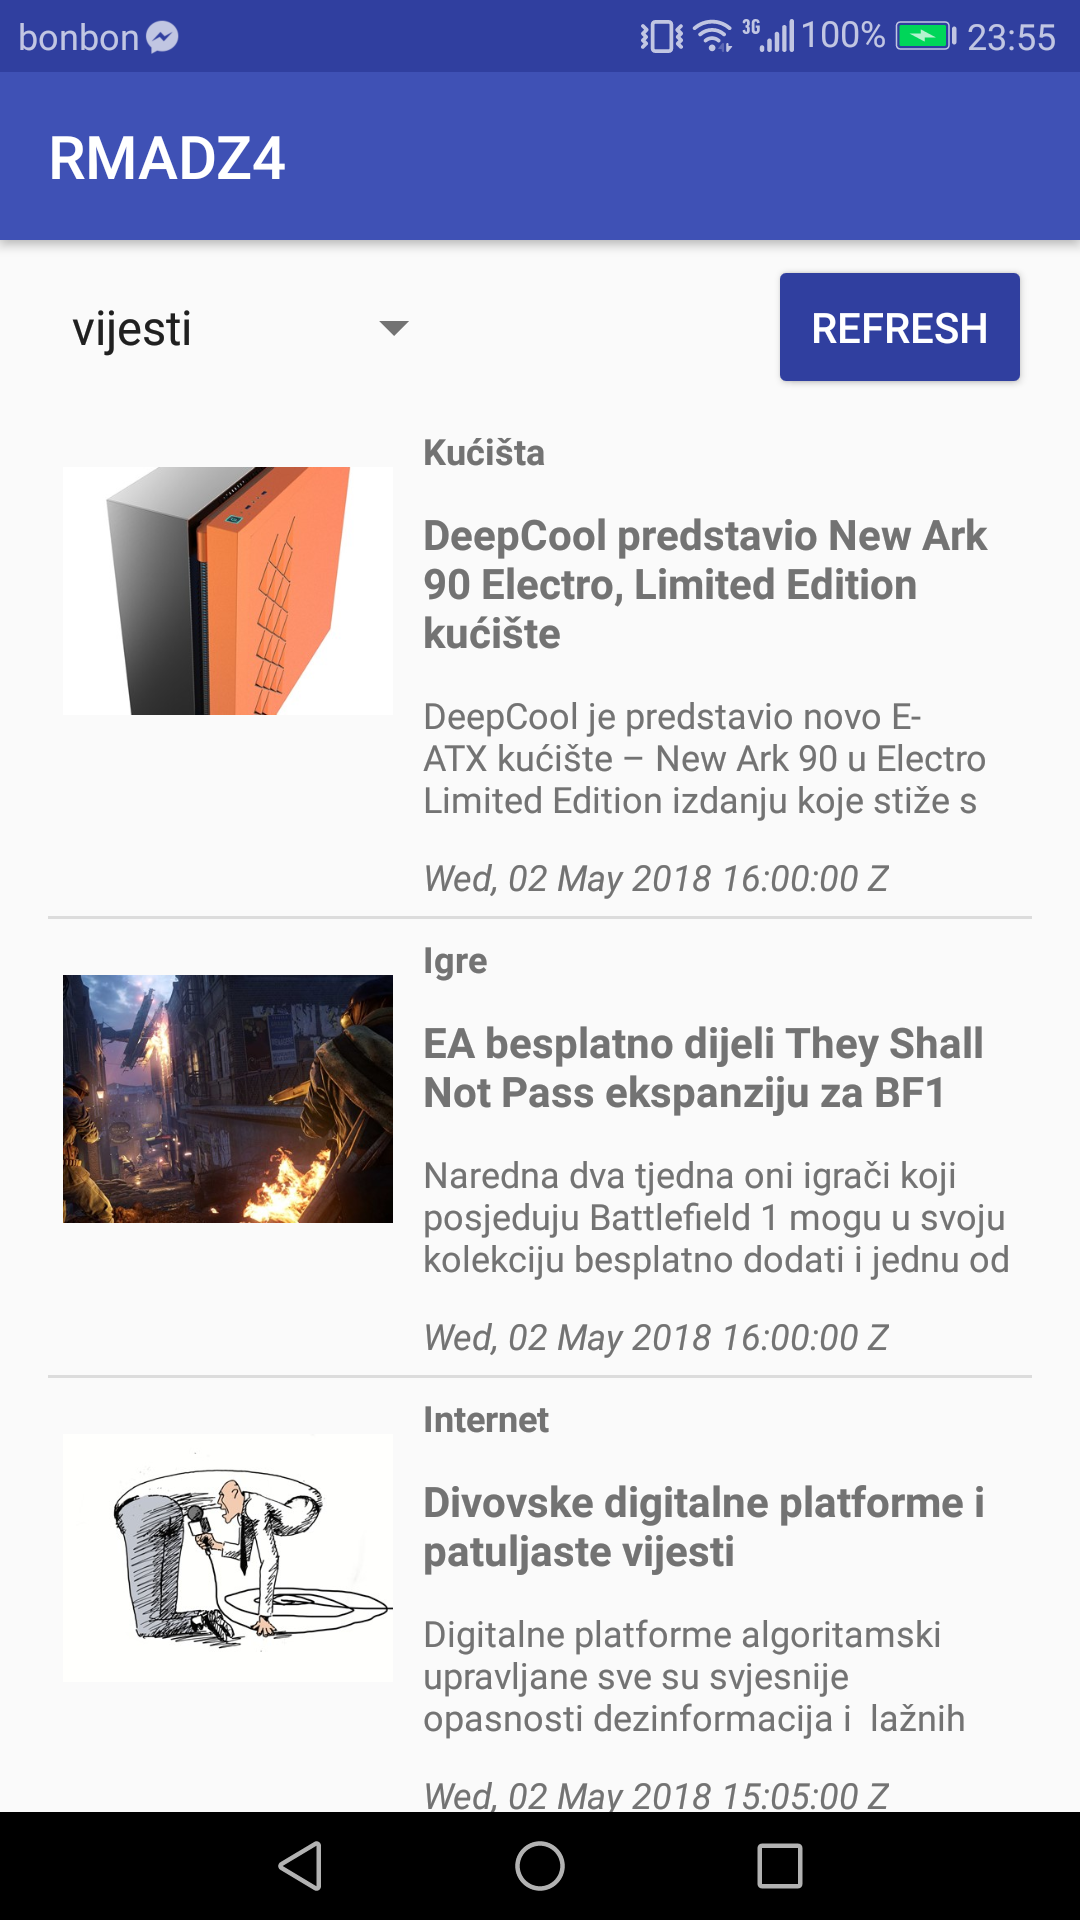 bonbon 3G 100% 23:55
RMADZ4
vijesti
REFRESH
Kućišta
DeepCool predstavio New Ark
90 Electro, Limited Edition
kućište
DeepCool je predstavio novo E-
ATX kućište – New Ark 90 u Electro
Limited Edition izdanju koje stiže s
Wed, 02 May 2018 16:00:00 Z
Igre
EA besplatno dijeli They Shall
Not Pass ekspanziju za BF1
Naredna dva tjedna oni igrači koji
posjeduju Battlefield 1 mogu u svoju
kolekciju besplatno dodati i jednu od
Wed, 02 May 2018 16:00:00 Z
Internet
Divovske digitalne platforme i
patuljaste vijesti
Digitalne platforme algoritamski
upravljane sve su svjesnije
opasnosti dezinformacija i  lažnih
Wed, 02 May 2018 15:05:00 Z